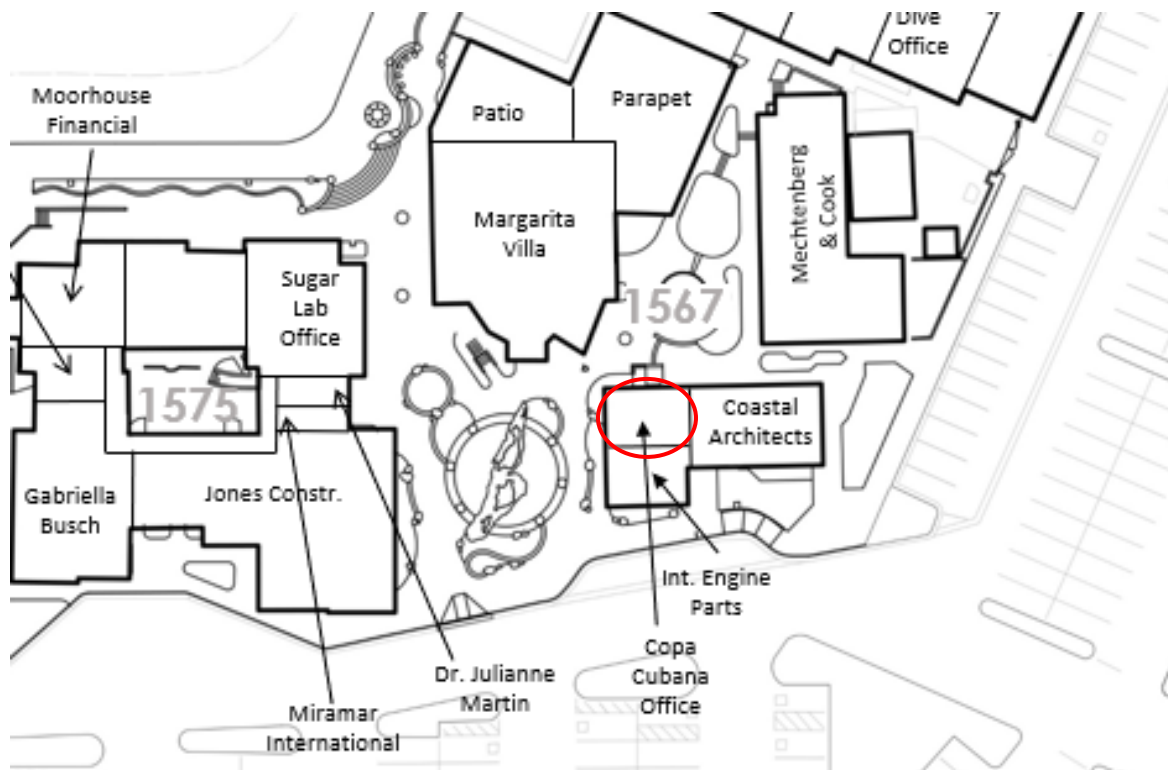 Dive
Office
Moorhouse
Financial
Patio
Parapet
Mechtenberg
& Cook
Margarita
Villa
Sugar
Lab
Office
1567
1575
Coastal
Architects
Gabriella
Busch
Jones Constr.
Int. Engine
Parts
Copa
Cubana
Office
Dr. Julianne
Martin
Miramar
International